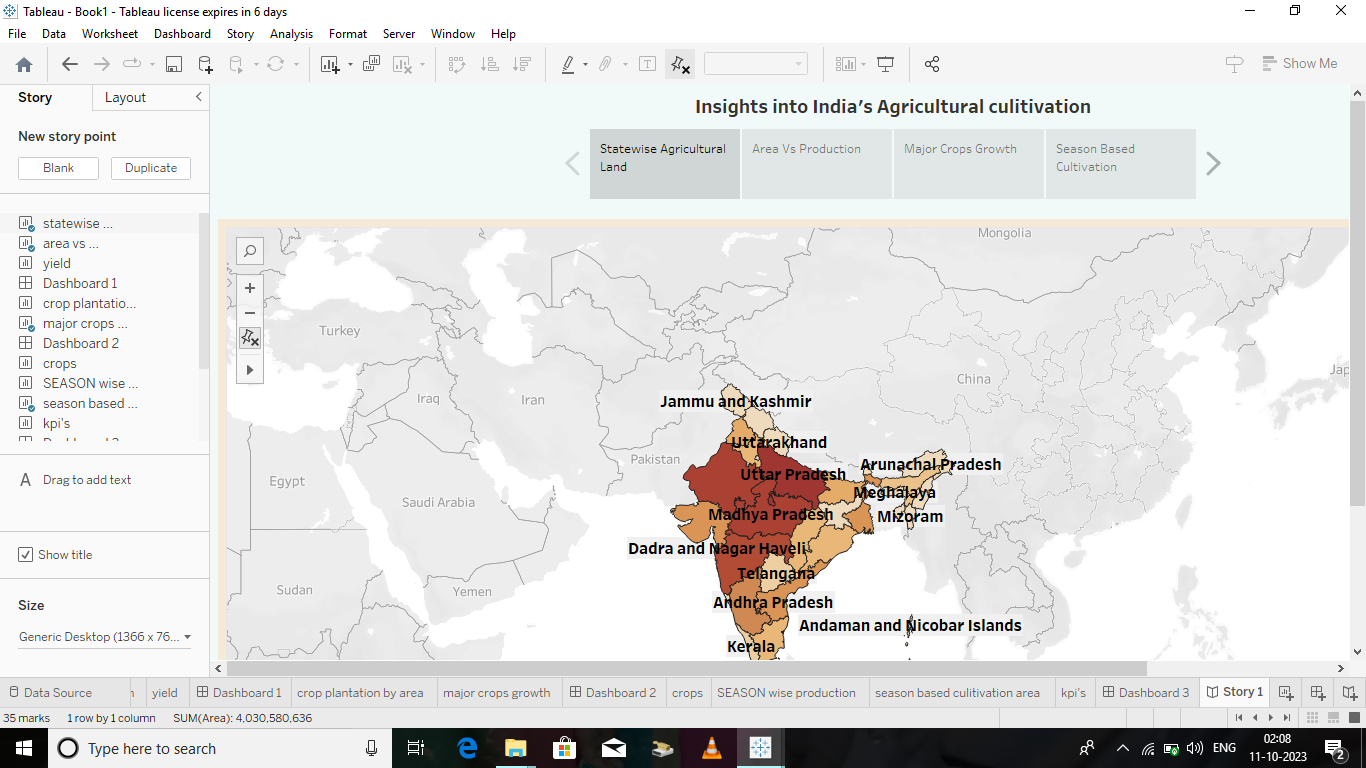 Tableau - Book1 - Tableau license expires in 6 days
File Data Worksheet Dashboard Story Analysis Format Server Window Help
Show Me
Story Layout
New story point
Blank Duplicate
statewise ...
area vs ...
yield
Dashboard 1
crop plantatio...
major crops ...
Dashboard 2
crops
SEASON wise ...
season based ...
kpi's
A Drag to add text
Show title
Size
Generic Desktop (1366 x 76...
Insights into India's Agricultural culitivation
Statewise Agricultural
Land
Area Vs Production
Major Crops Growth
Season Based
Cultivation
Mongolia
Turkey
China
Iraq
Iran
Jammu and Kashmir
Uttarakhand
Pakistan
Arunachal Pradesh
Uttar Pradesh
Egypt
Meghalaya
Saudi Arabia
Madhya Pradesh
Mizoram
Dadra and Nagar Haveli
Telangana
Sudan
Yemen
Andhra Pradesh
Andaman and Nicobar Islands
Kerala
Data Source yield Dashboard 1 crop plantation by area major crops growth Dashboard 2 crops SEASON wise production season based culitivation area kpi's Dashboard 3 Story 1
35 marks 1 row by 1 column SUM(Area): 4,030,580,636
Type here to search
ENG
02:08
11-10-2023
2